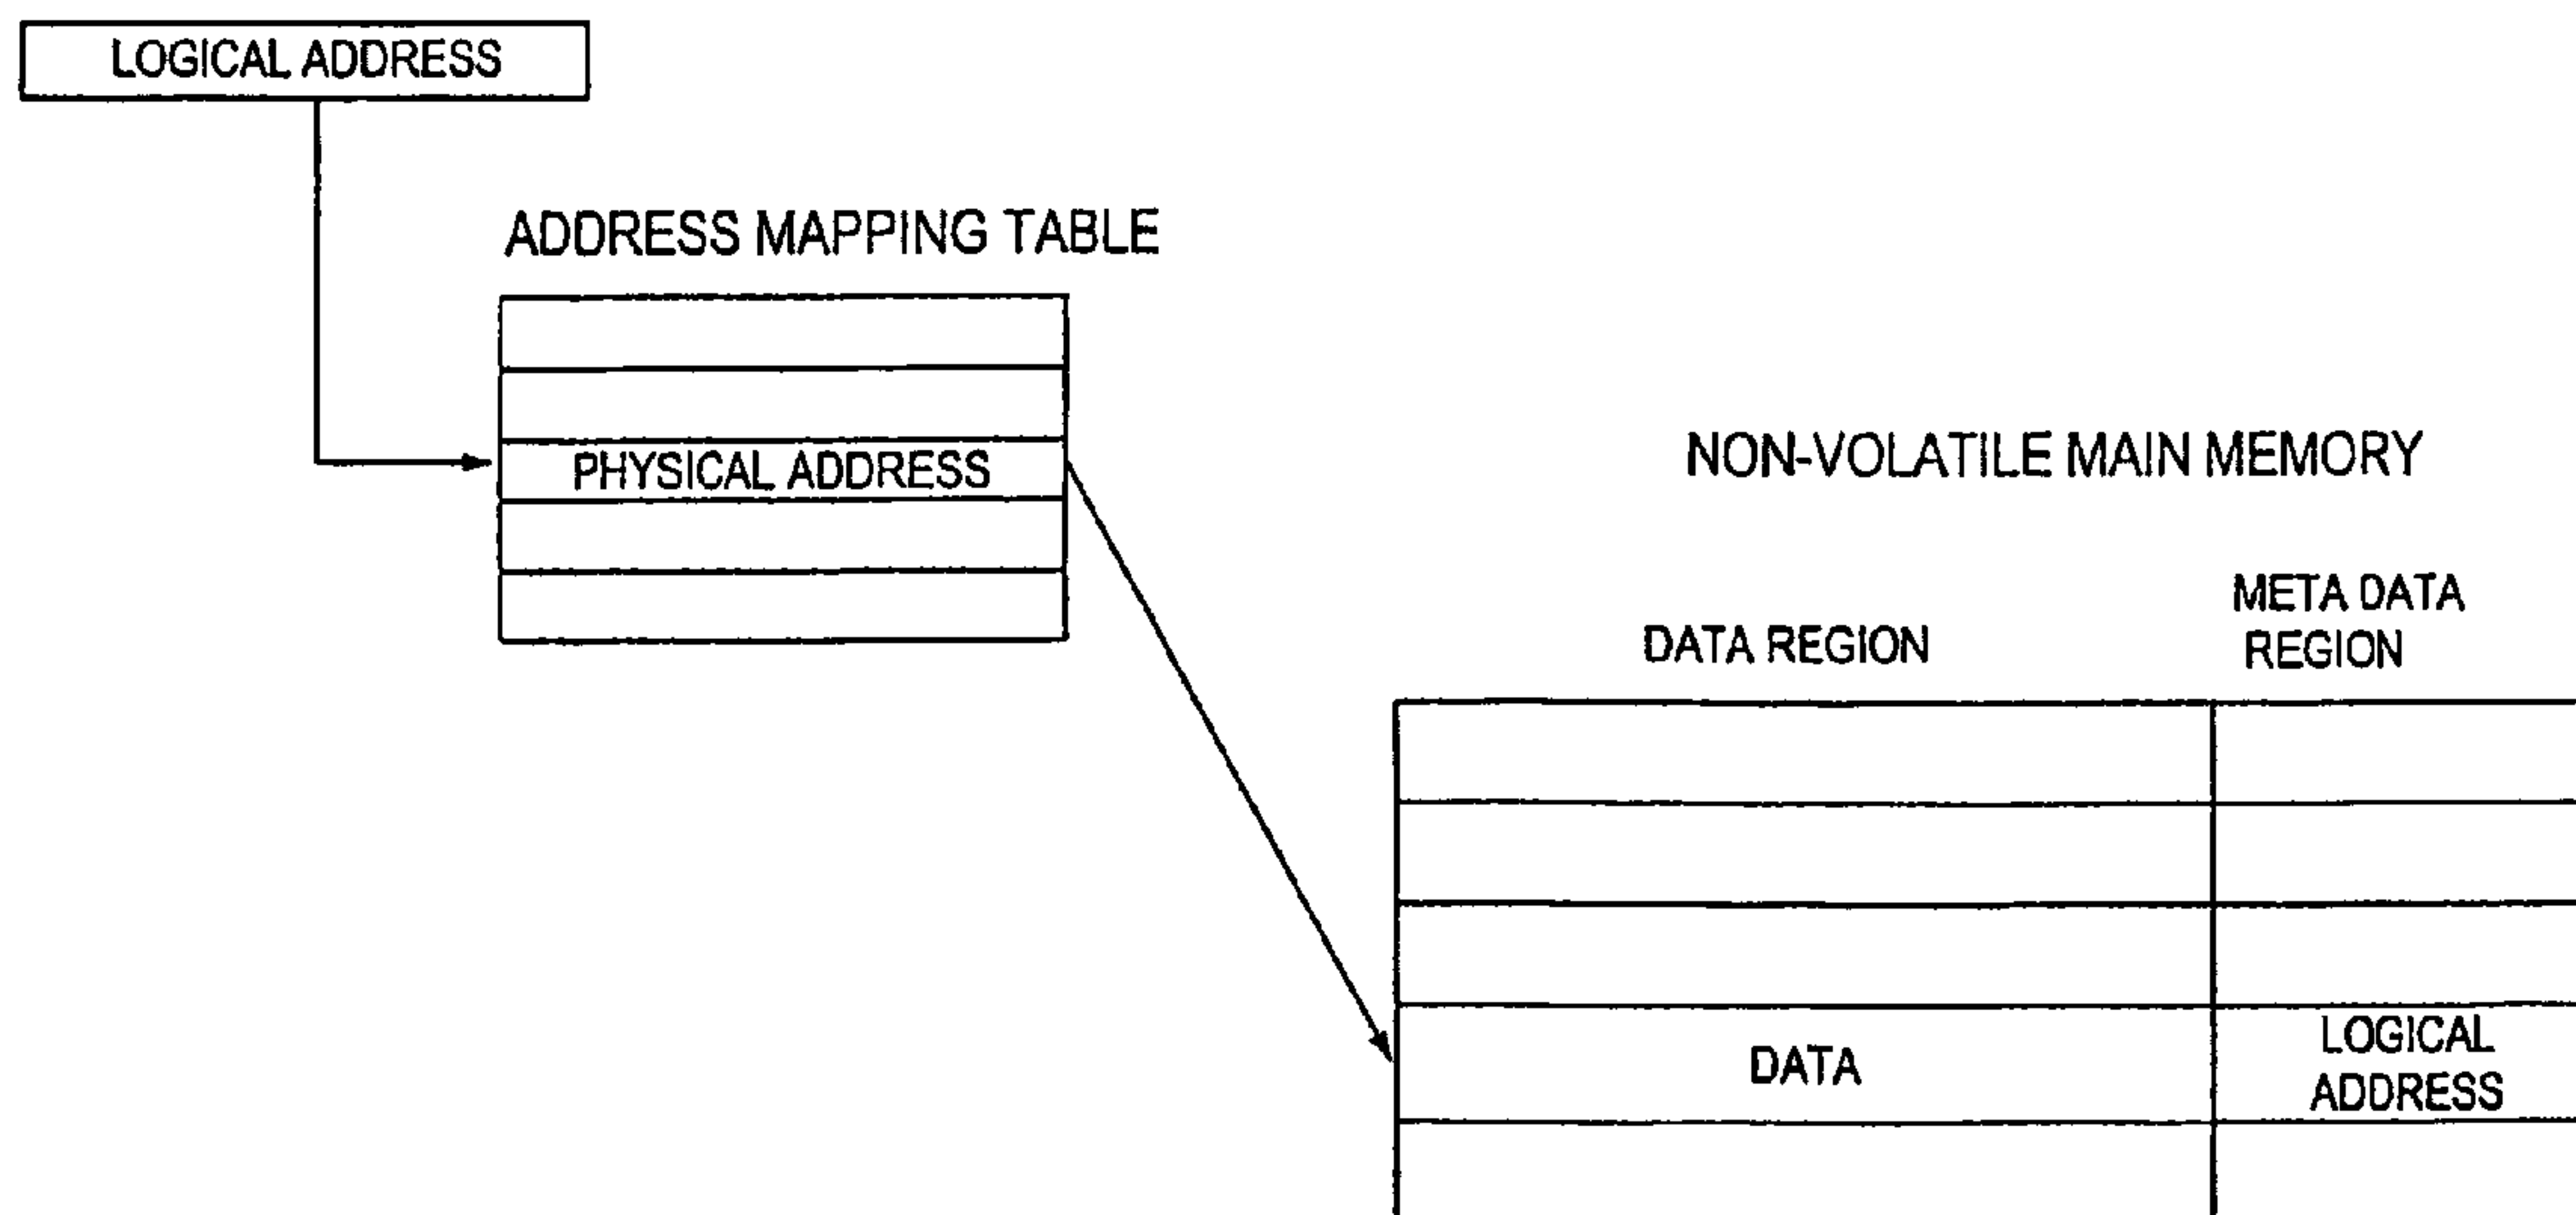 LOGICAL ADDRESS
ADDRESS MAPPING TABLE
PHYSICAL ADDRESS
NON-VOLATILE MAIN MEMORY
DATA REGION
META DATA
REGION
DATA
LOGICAL
ADDRESS